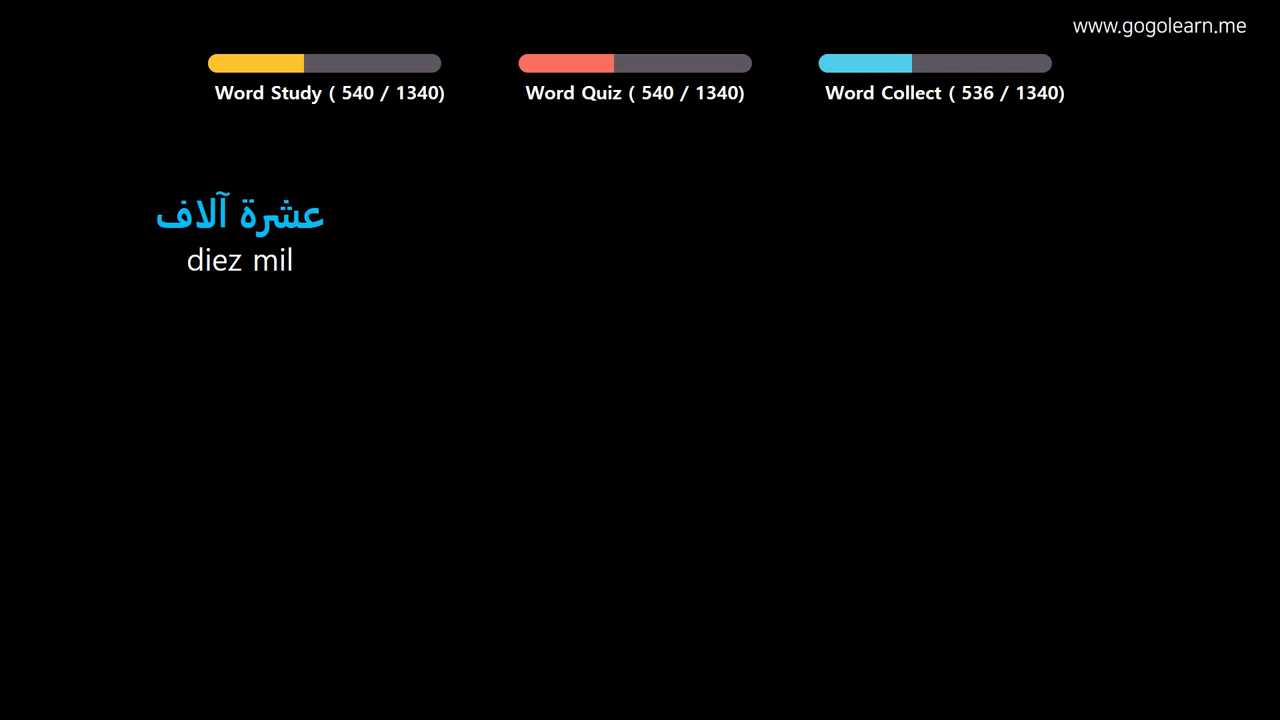 www.gogolearn.me
Word Study ( 540 / 1340)
Word Quiz ( 540 / 1340)
Word Collect ( 536 / 1340)
عشرة آلاف
diez mil